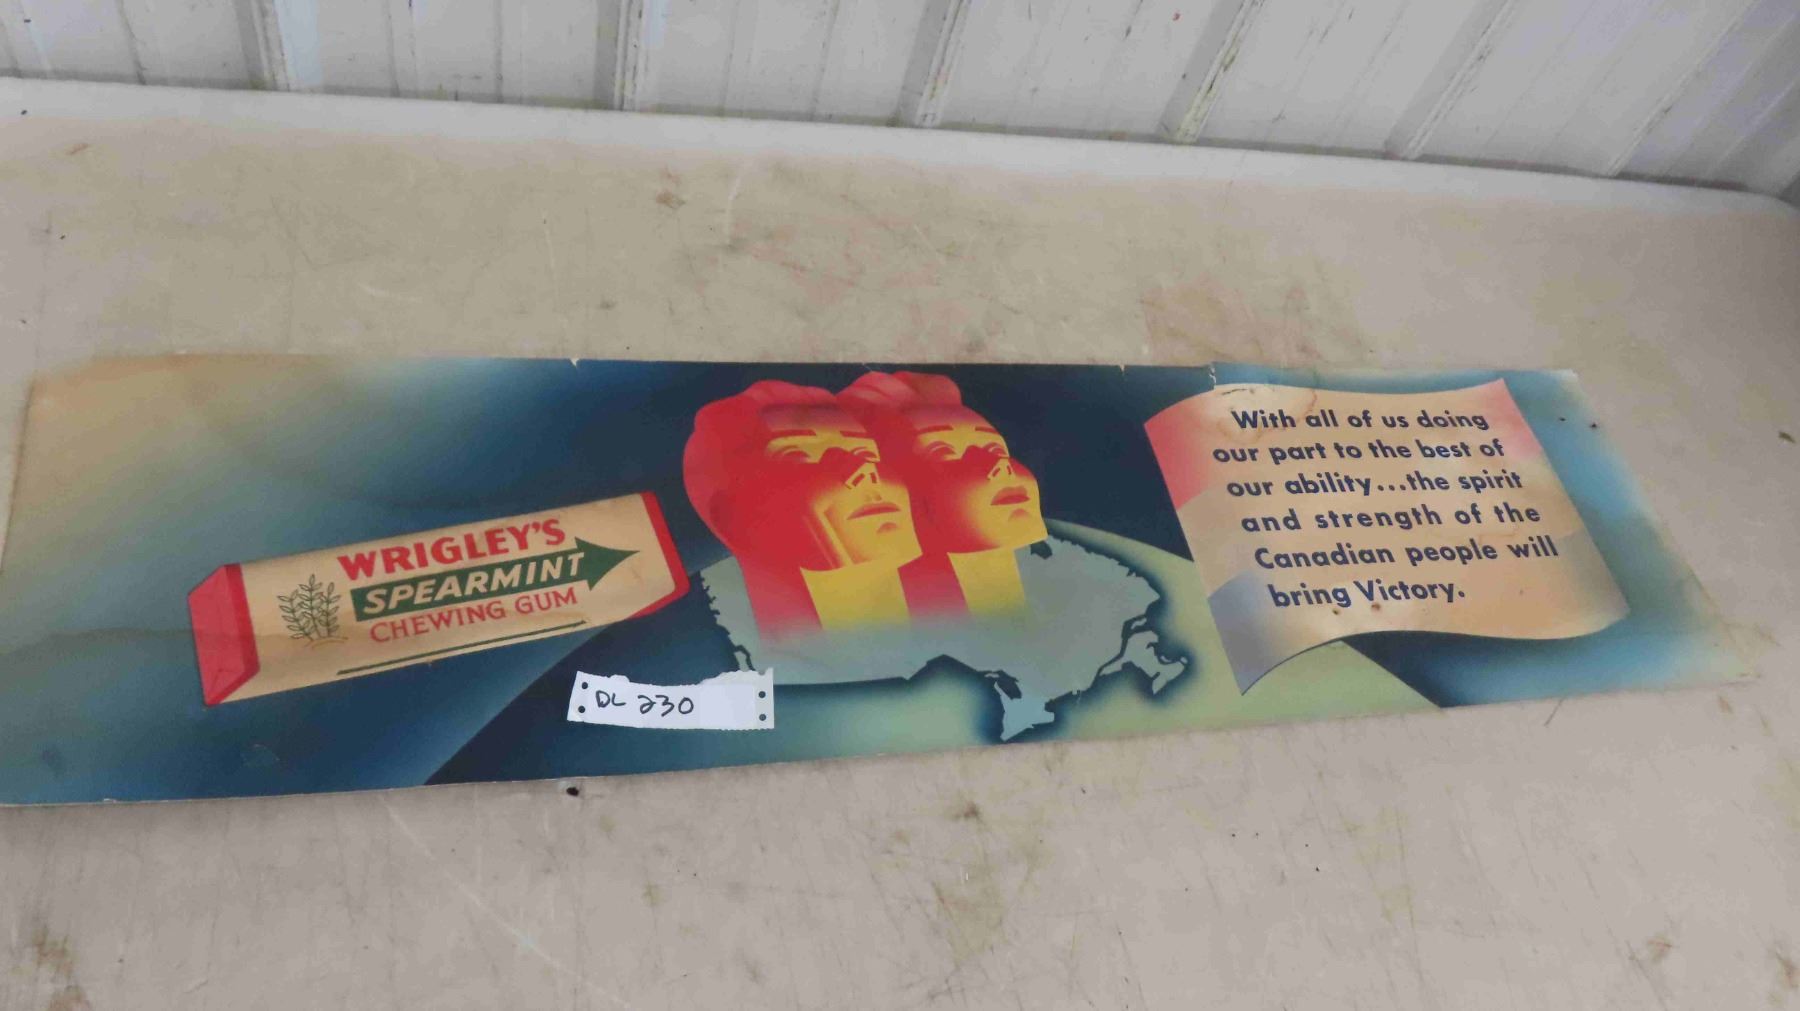 WRIGLEY'S
SPEARMINT
CHEWING GUM
DL 230
With all of us doing
our part to the best of
our ability...the spirit
and strength of the
Canadian people will
bring Victory.